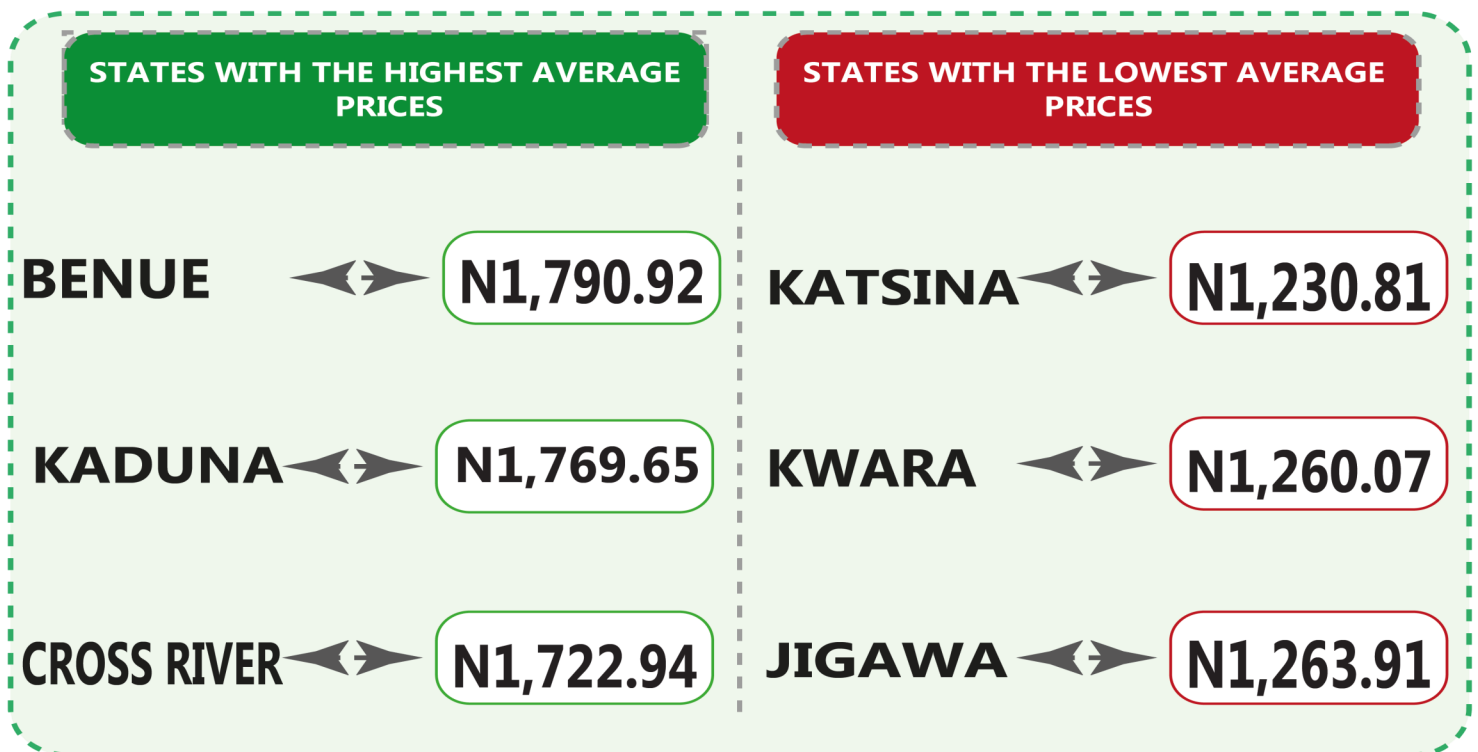 STATES WITH THE HIGHEST AVERAGE
PRICES
BENUE N1,790.92
KADUNA N1,769.65
CROSS RIVER N1,722.94
STATES WITH THE LOWEST AVERAGE
PRICES
KATSINA N1,230.81
KWARA N1,260.07
JIGAWA N1,263.91